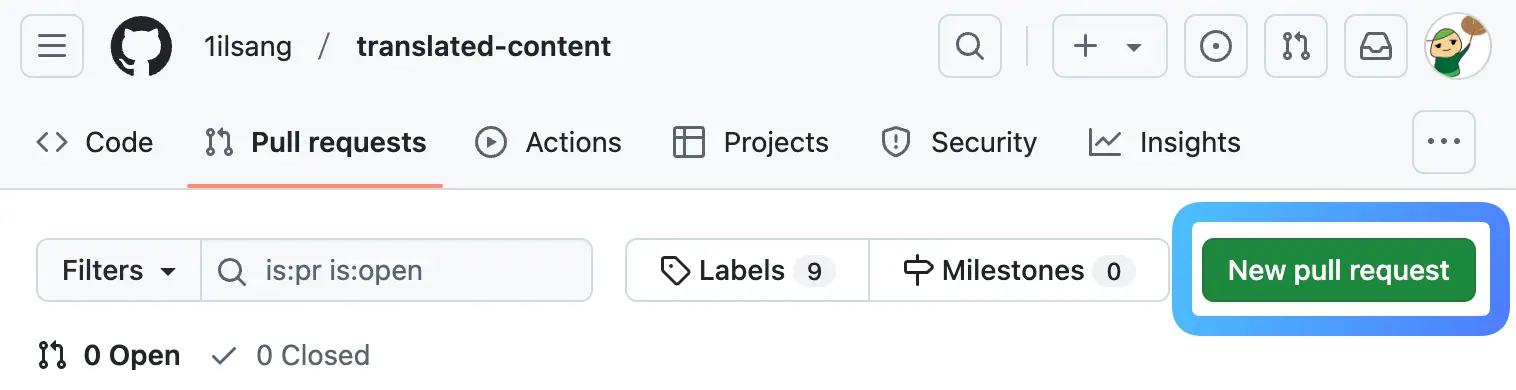 1ilsang / translated-content
Code Pull requests Actions Projects Security Insights
Filters is:pr is:open Labels 9 Milestones 0 New pull request
0 Open 0 Closed